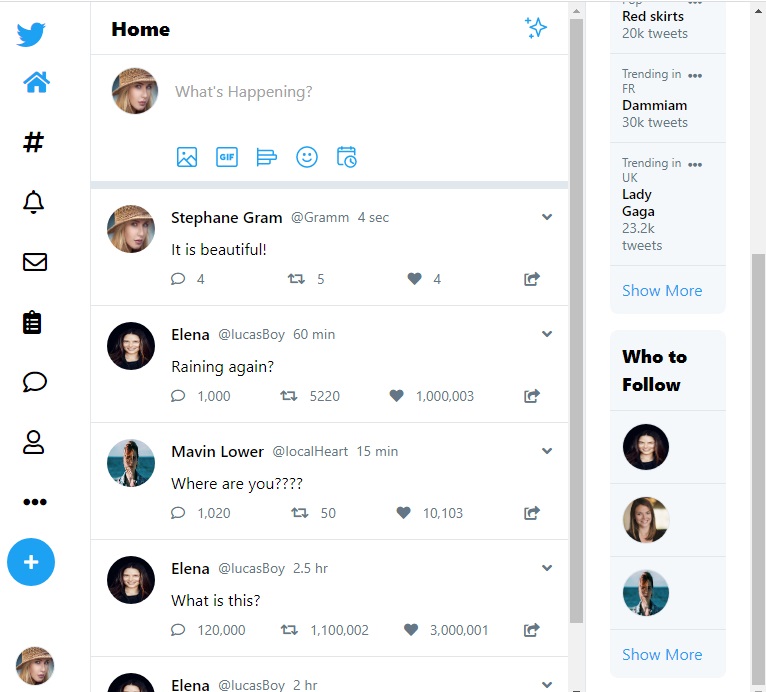 Home
What's Happening?
GIF
Stephane Gram @Gramm 4 sec
It is beautiful!
4 5 4
Elena @lucasBoy 60 min
Raining again?
1,000 5220 1,000,003
Mavin Lower @localHeart 15 min
Where are you????
1,020 50 10,103
Elena @lucasBoy 2.5 hr
What is this?
120,000 1,100,002 3,000,001
Elena @lucasBoy 2 hr
Red skirts
20k tweets
Trending in
FR
Dammiam
30k tweets
Trending in
UK
Lady
Gaga
23.2k
tweets
Show More
Who to
Follow
Show More